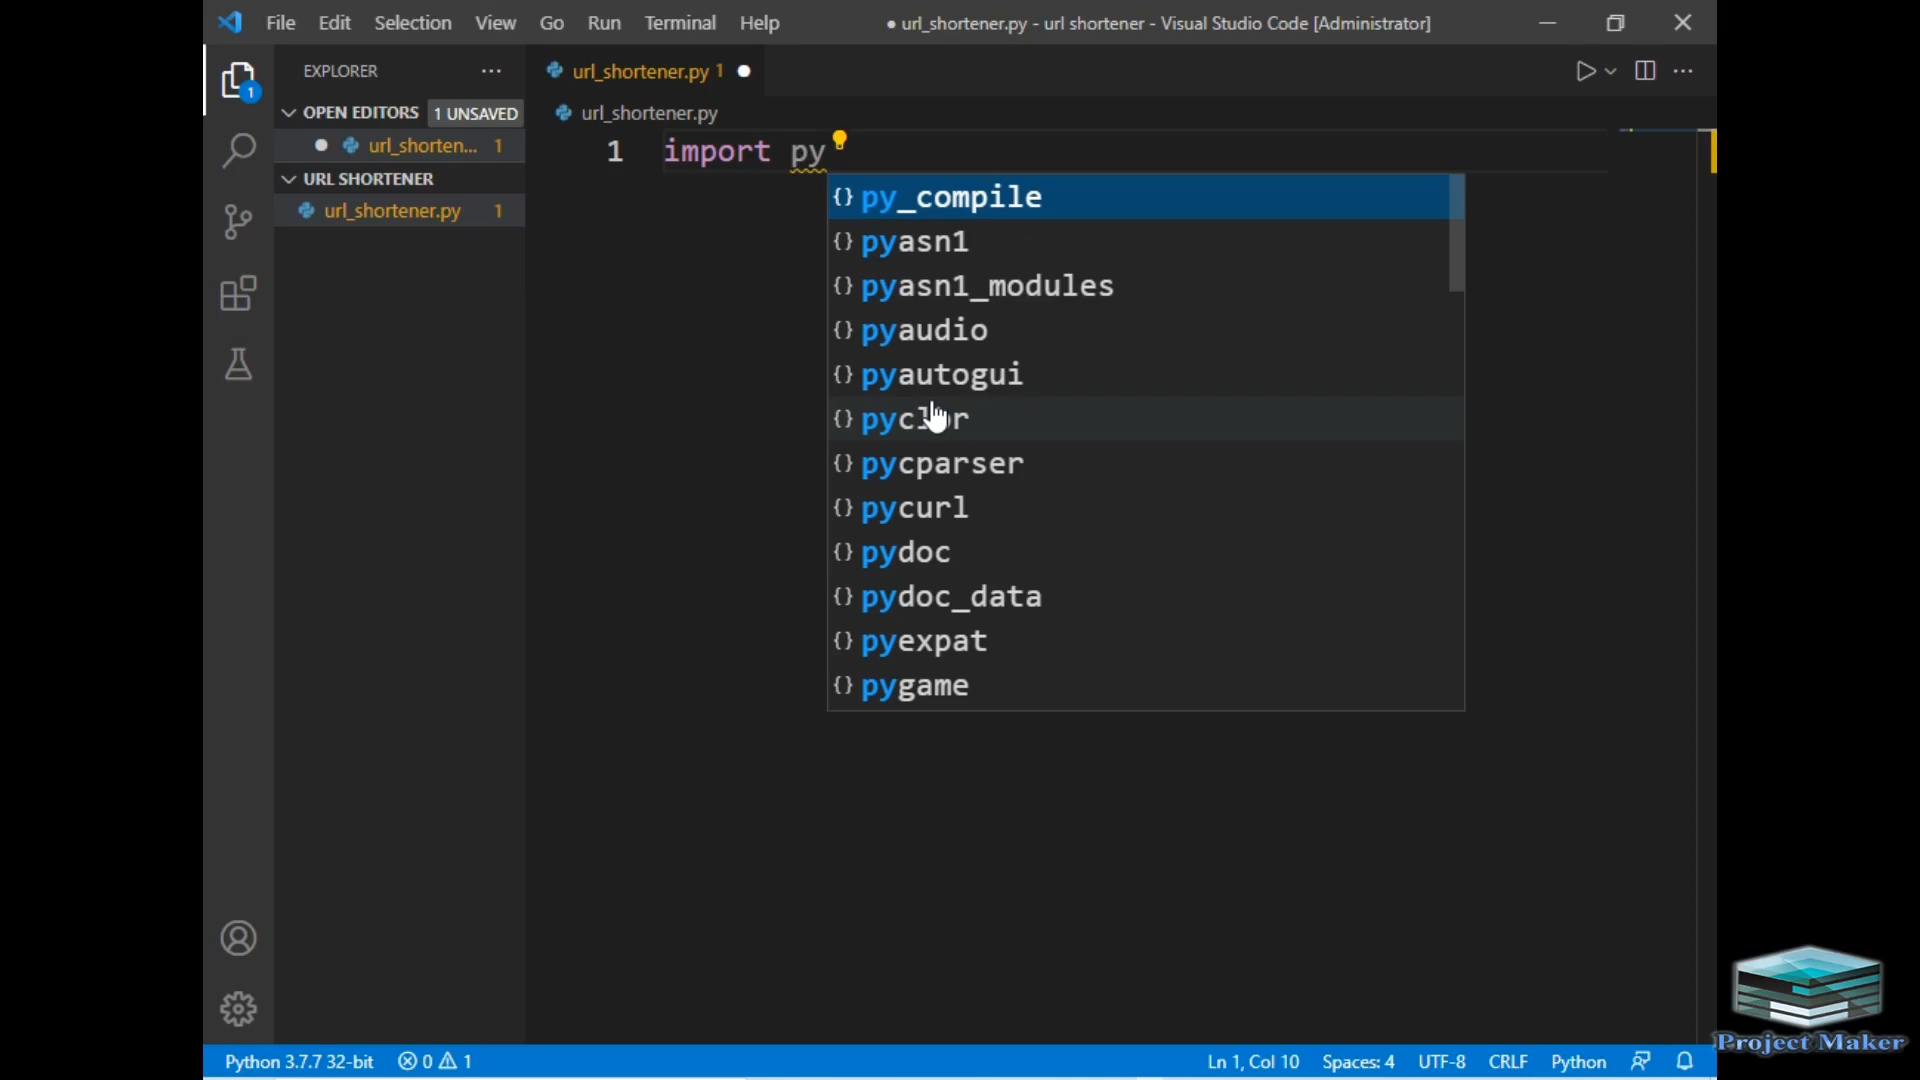 File Edit Selection View Go Run Terminal Help ● url_shortener.py - url shortener - Visual Studio Code [Administrator]
EXPLORER
url_shortener.py 1
OPEN EDITORS 1 UNSAVED
url_shortener.py
url_shorten... 1
1 import py
URL SHORTENER
url_shortener.py 1
{} py_compile
{} pyasn1
{} pyasn1_modules
{} pyaudio
{} pyautogui
{} pycparser
{} pycurl
{} pydoc
{} pydoc_data
{} pyexpat
{} pygame
1
Python 3.7.7 32-bit 0 1 Ln 1, Col 10 Spaces: 4 UTF-8 CRLF Python
Project Maker